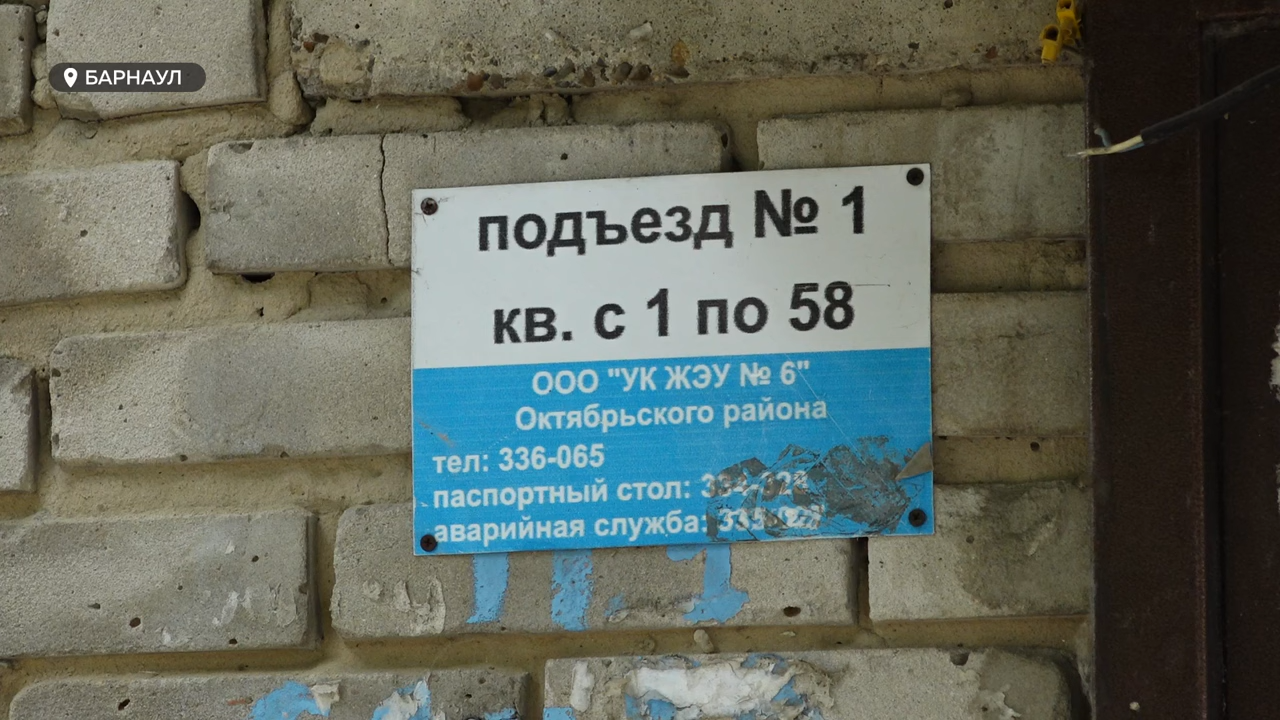 БАРНАУЛ
подъезд № 1
кв. с 1 по 58
ООО "УК ЖЭУ № 6"
Октябрьского района
тел: 336-065
паспортный стол:
аварийная служба: